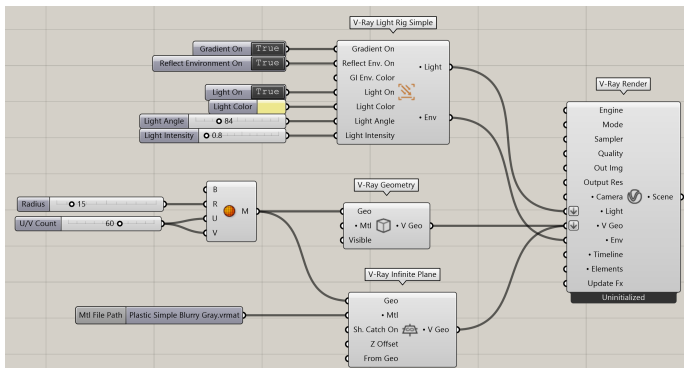 V-Ray Light Rig Simple
Gradient On True
Reflect Environment On True
Light On True
Light Color
Light Angle 84
Light Intensity 0.8
Gradient On
Reflect Env. On
GI Env. Color
Light On
Light Color
Light Angle
Light Intensity
• Light
• Env
V-Ray Render
Engine
Mode
Sampler
Quality
Out Img
Output Res
• Camera
• Light
• V Geo
• Env
• Timeline
• Elements
Update Fx
• Scene
Uninitialized
Radius 15
U/V Count 60
B
R
U
V
M
V-Ray Geometry
Geo
• Mtl
Visible
• V Geo
V-Ray Infinite Plane
Mtl File Path Plastic Simple Blurry Gray.vrmat
Geo
• Mtl
Sh. Catch On
Z Offset
From Geo
• V Geo